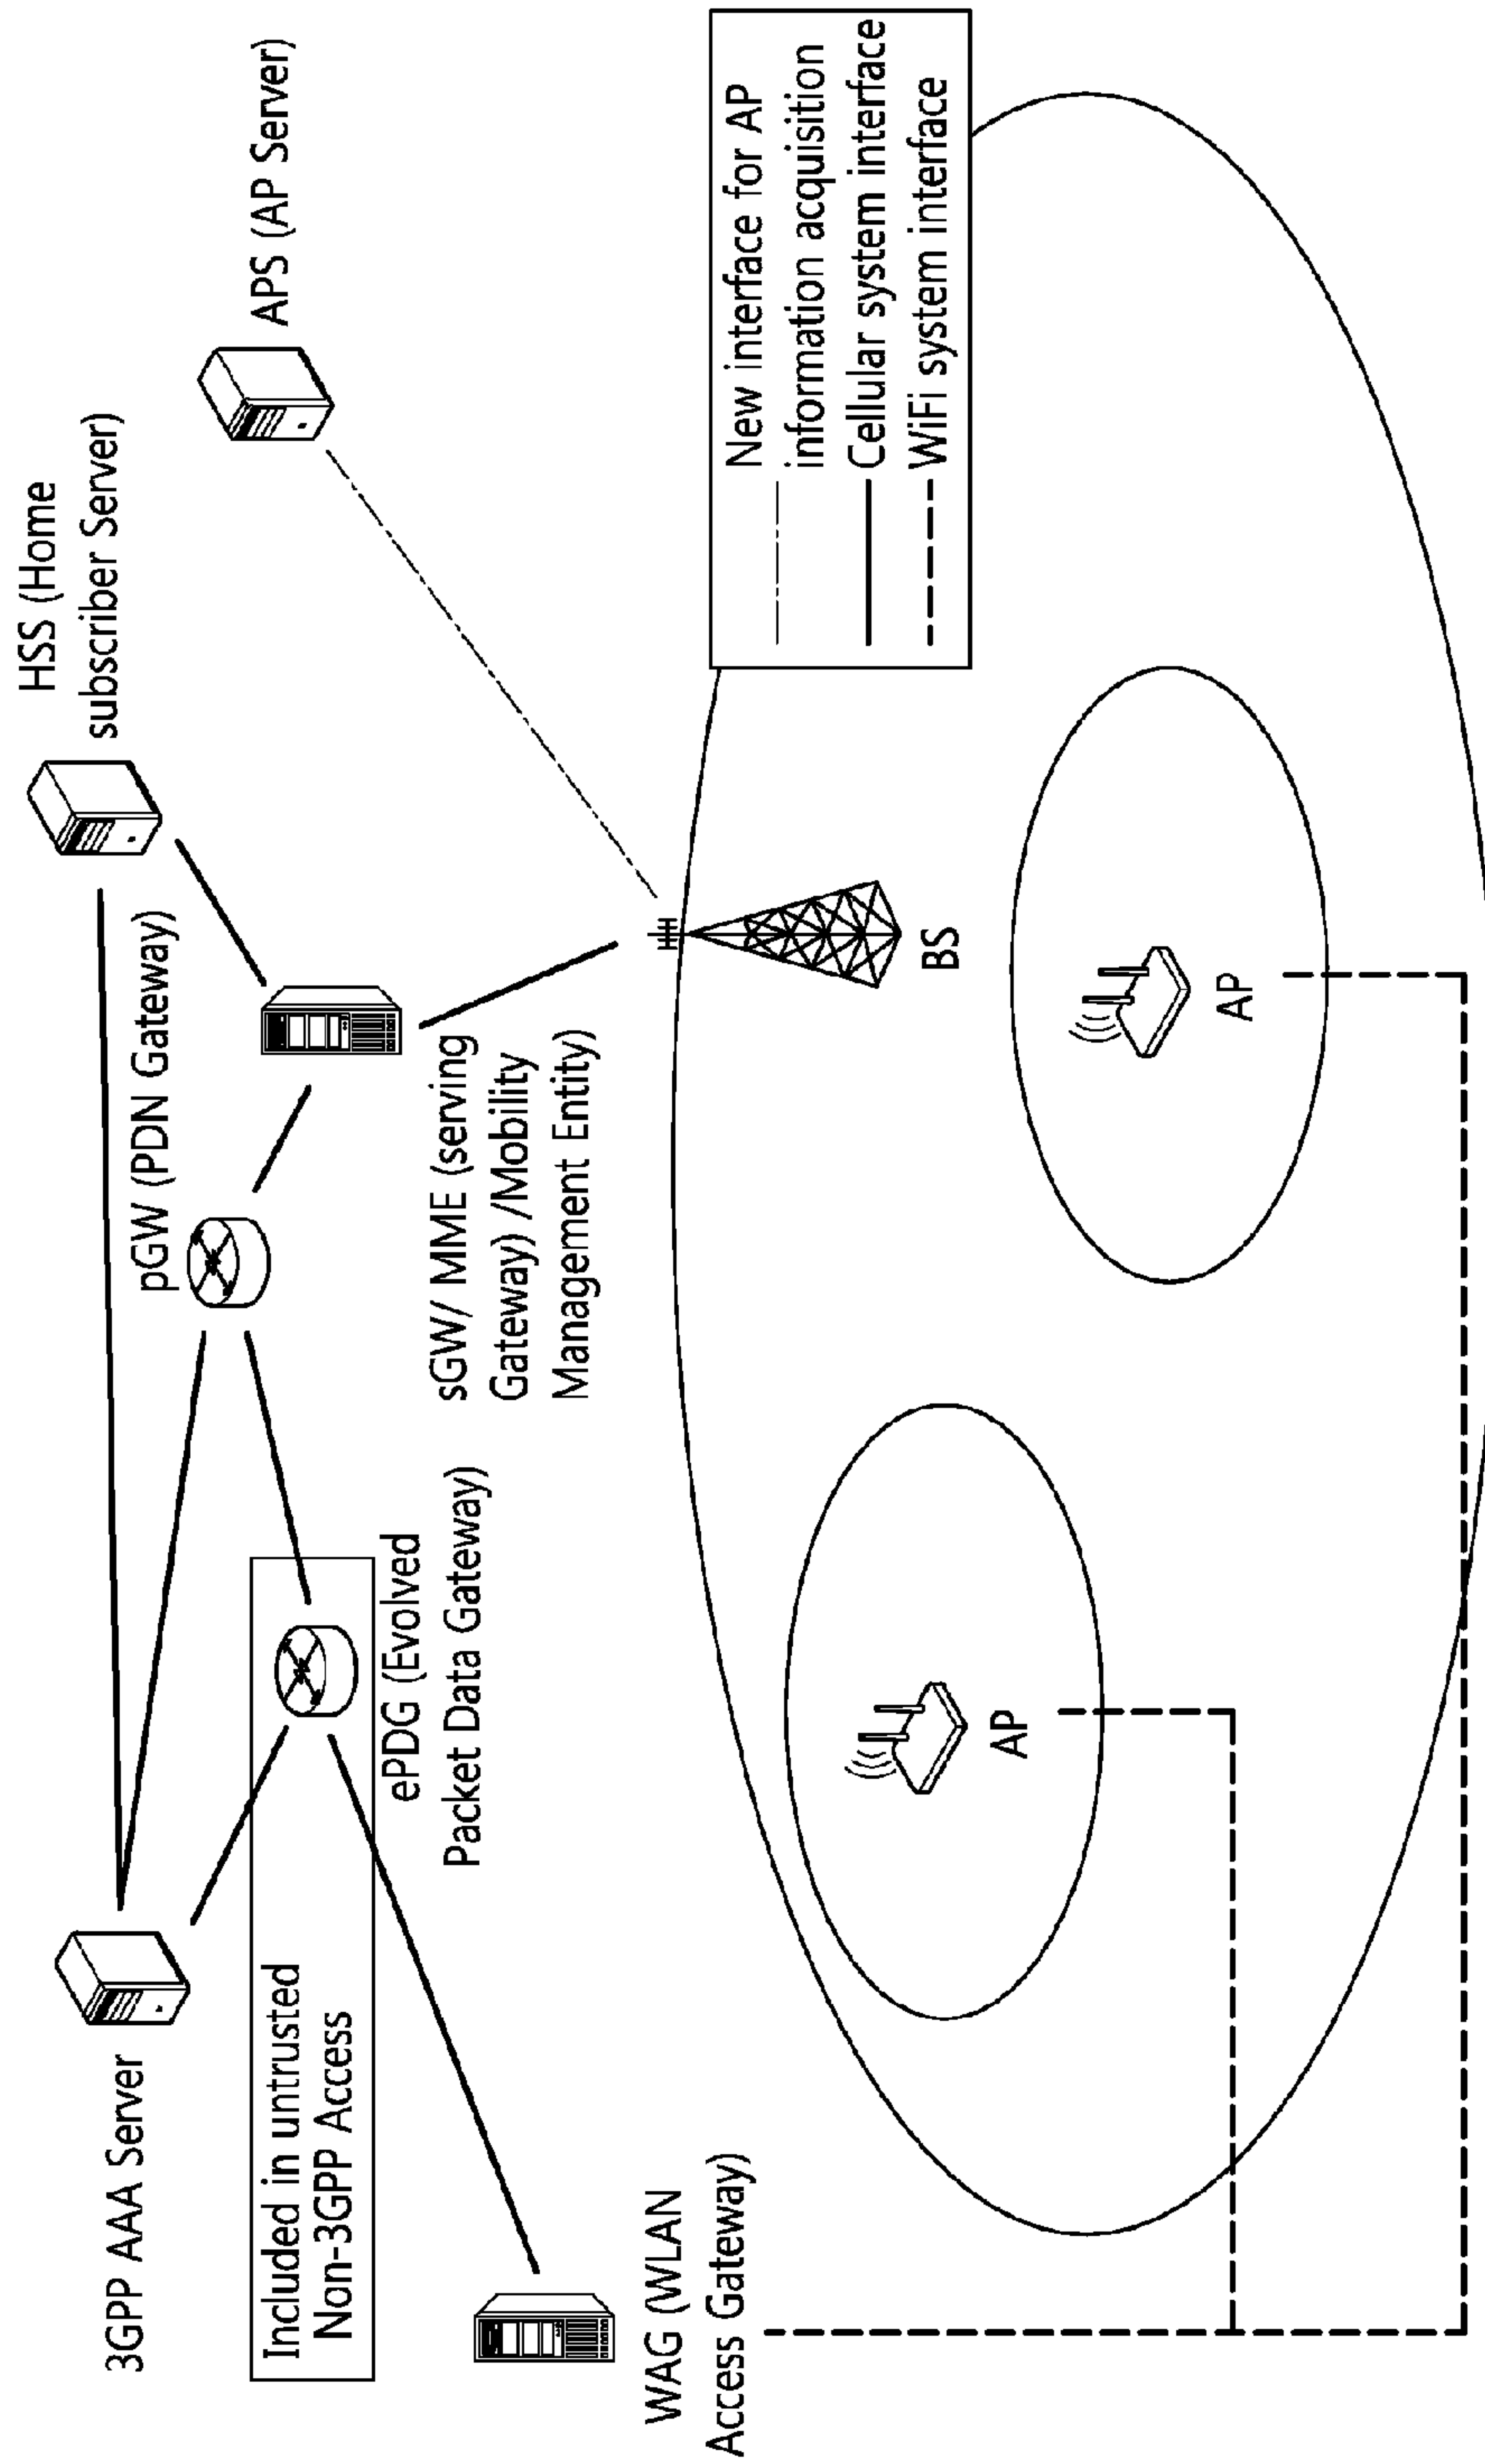 3GPP AAA Server
HSS (Home
subscriber Server)
pGW (PDN Gateway)
APS (AP Server)
Included in untrusted
Non-3GPP Access
ePDG (Evolved
Packet Data Gateway)
sGW/ MME (serving
Gateway) /Mobility
Management Entity)
WAG (WLAN
Access Gateway)
New interface for AP
information acquisition
Cellular system interface
WiFi system interface
BS
AP
AP